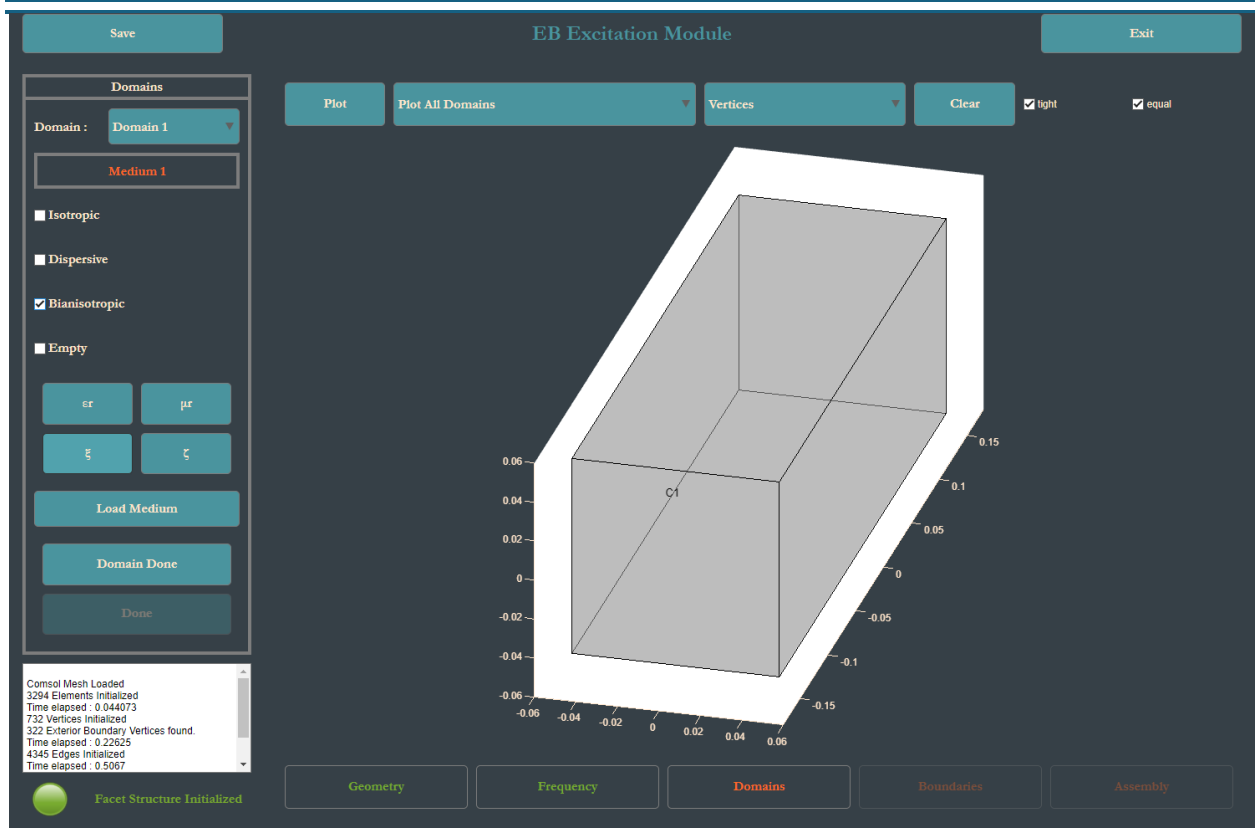 Save
EB Excitation Module
Exit
Domains
Domain :
Domain 1
Medium 1
Isotropic
Dispersive
Bianisotropic
Empty
εr
μr
ξ
ζ
Load Medium
Domain Done
Done
Comsol Mesh Loaded
3294 Elements Initialized
Time elapsed : 0.044073
732 Vertices Initialized
322 Exterior Boundary Vertices found.
Time elapsed : 0.22625
4345 Edges Initialized
Time elapsed : 0.5067
Facet Structure Initialized
Plot
Plot All Domains
Vertices
Clear
tight
equal
C1
0.06
0.04
0.02
0
-0.02
-0.04
-0.06
-0.06
-0.04
-0.02
0
0.02
0.04
0.06
0.15
0.1
0.05
0
-0.05
-0.1
-0.15
Geometry
Frequency
Domains
Boundaries
Assembly